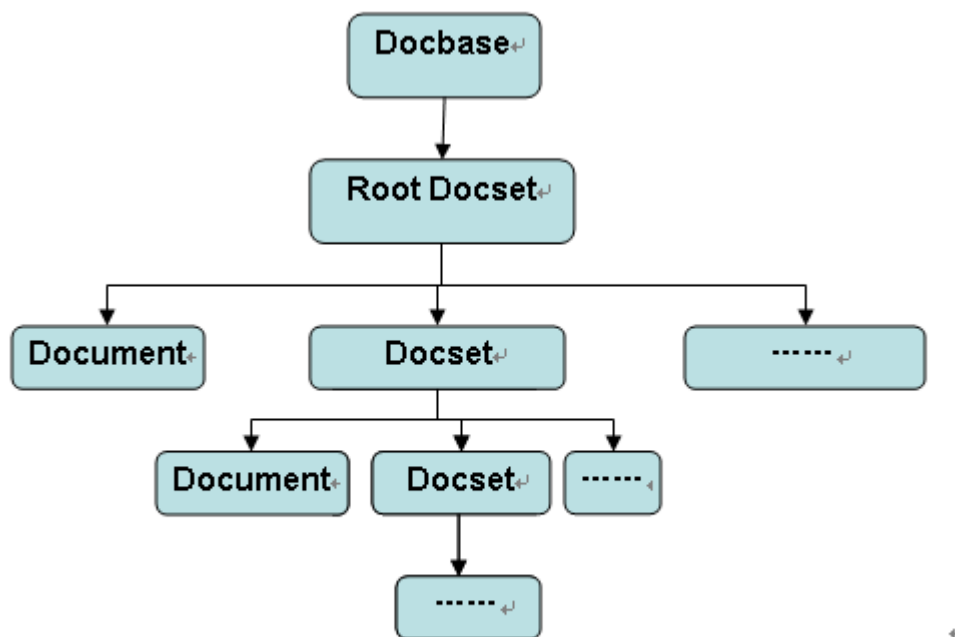 Docbase
Root Docset
Document
Docset
------
Document
Docset
------
------